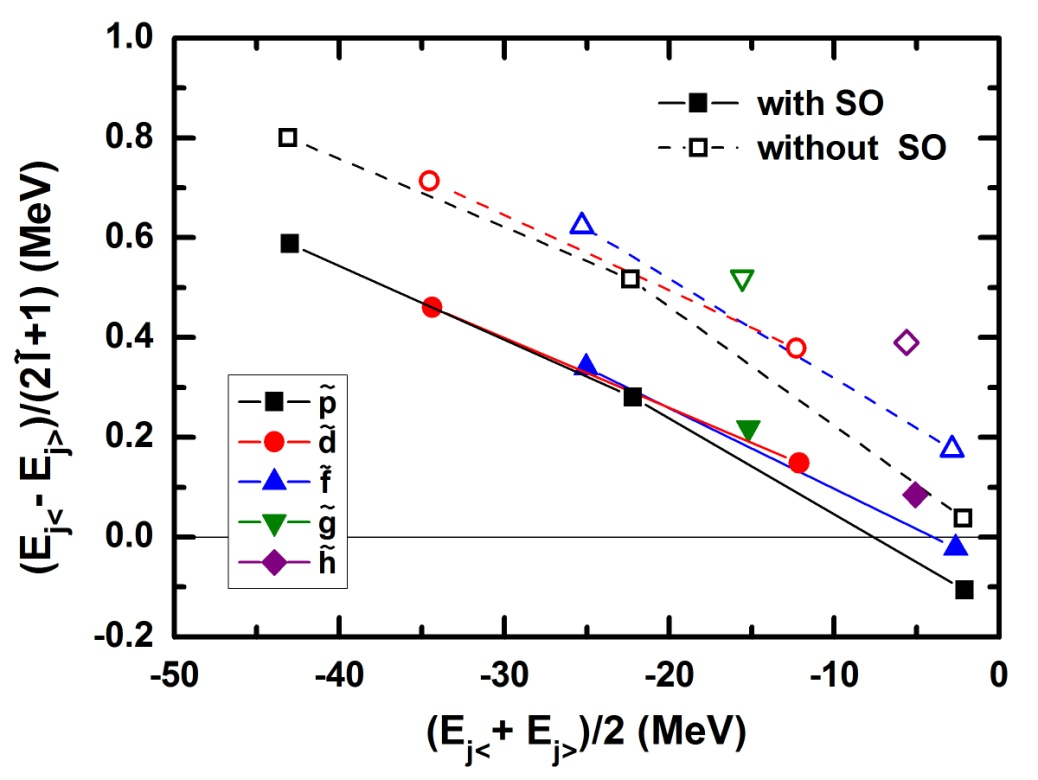 1.0
0.8
0.6
0.4
0.2
0.0
-0.2
(E_j< - E_j>)/(2l̃+1) (MeV)
with SO
without SO
p̃
d̃
f̃
g̃
h̃
-50 -40 -30 -20 -10 0
(E_j< + E_j>)/2 (MeV)